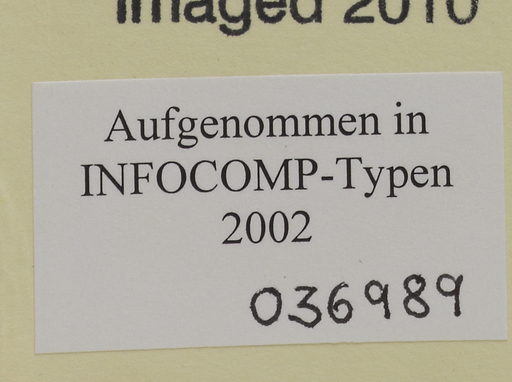 Imaged 2010
Aufgenommen in
INFOCOMP-Typen
2002
036989